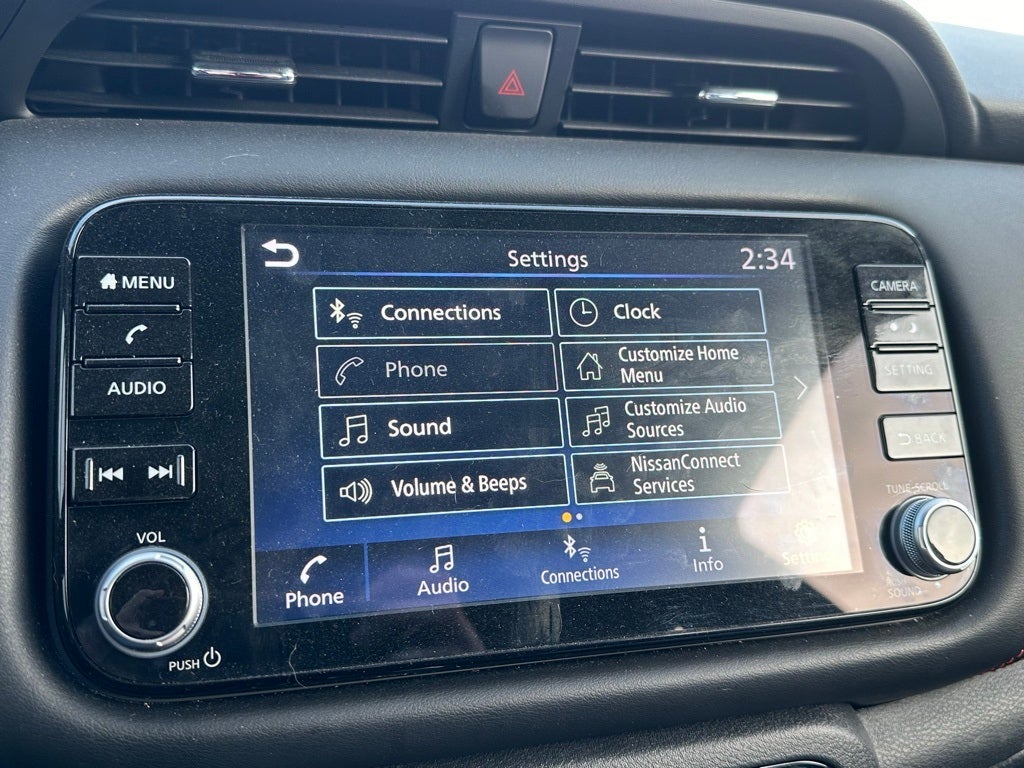 MENU
AUDIO
VOL
PUSH
Settings
2:34
Connections
Clock
Phone
Customize Home
Menu
Sound
Customize Audio
Sources
Volume & Beeps
NissanConnect
Services
Phone
Audio
Connections
Info
CAMERA
SETTING
BACK
TUNE·SCROLL
SOUND